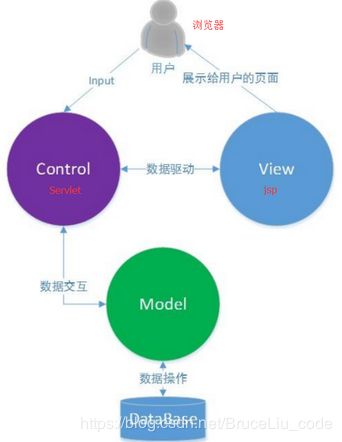 浏览器
用户
Input
展示给用户的页面
Control
Servlet
数据驱动
View
jsp
数据交互
Model
数据操作
DataBase
https://blog.csdn.net/BruceLiu_code